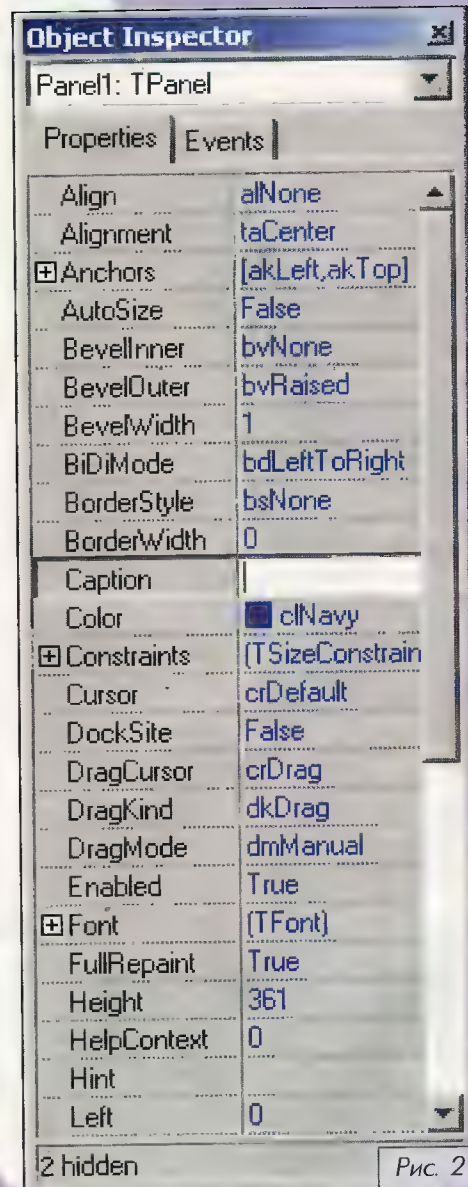 Object Inspector
Panel1: TPanel
Properties Events
Align alNone
Alignment taCenter
Anchors [akLeft,akTop]
AutoSize False
BevelInner bvNone
BevelOuter bvRaised
BevelWidth 1
BiDiMode bdLeftToRight
BorderStyle bsNone
BorderWidth 0
Caption
Color clNavy
Constraints (TSizeConstrain
Cursor crDefault
DockSite False
DragCursor crDrag
DragKind dkDrag
DragMode dmManual
Enabled True
Font (TFont)
FullRepaint True
Height 361
HelpContext 0
Hint
Left 0
2 hidden
Рис. 2